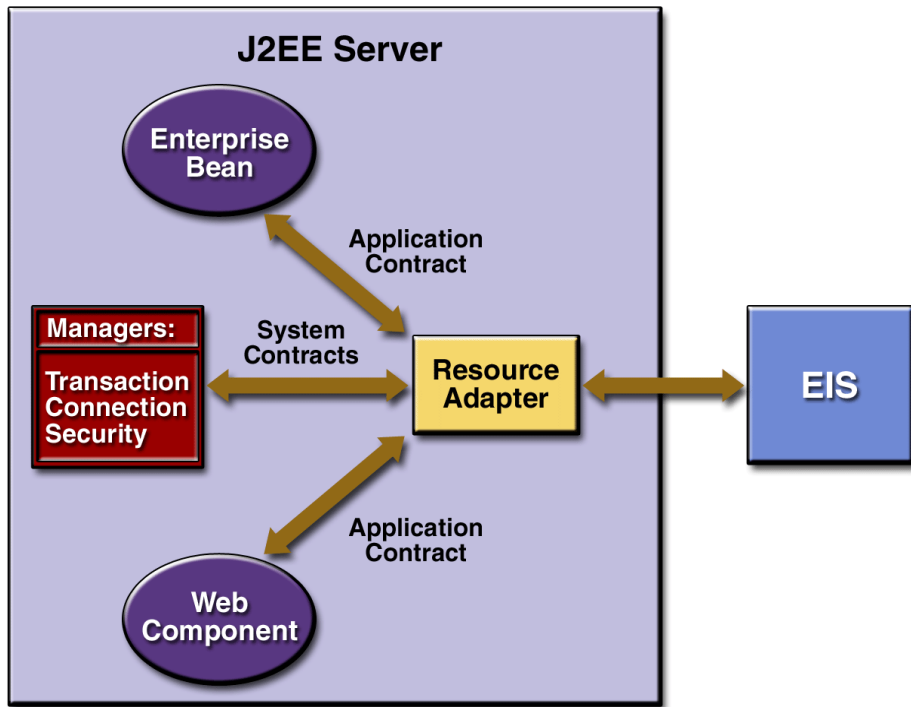 J2EE Server
Enterprise
Bean
Application
Contract
Managers:
Transaction
Connection
Security
System
Contracts
Resource
Adapter
EIS
Application
Contract
Web
Component